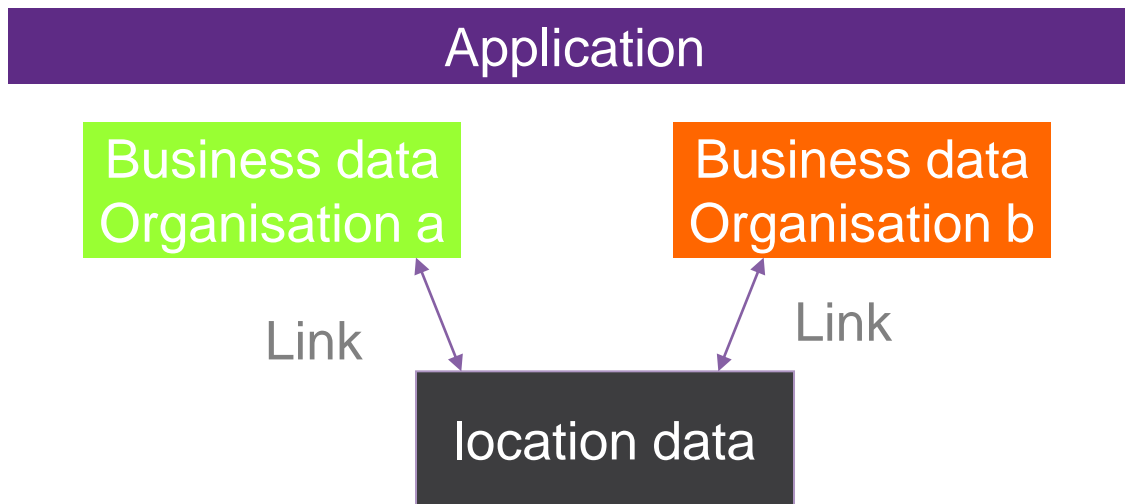 Application
Business data
Organisation a
Business data
Organisation b
Link
Link
location data